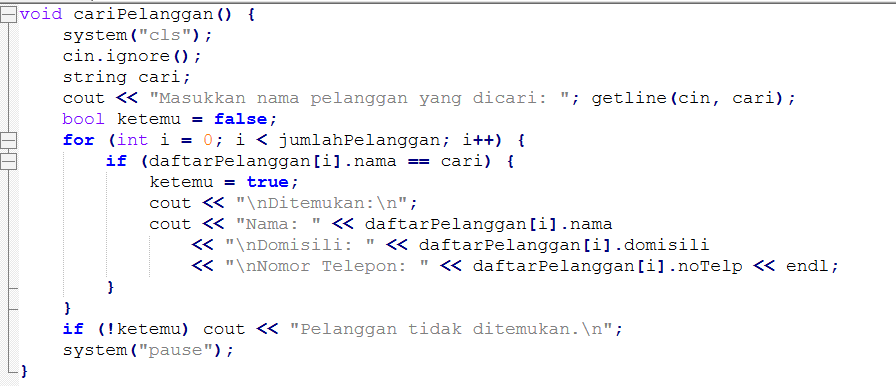 void cariPelanggan() {
    system("cls");
    cin.ignore();
    string cari;
    cout << "Masukkan nama pelanggan yang dicari: "; getline(cin, cari);
    bool ketemu = false;
    for (int i = 0; i < jumlahPelanggan; i++) {
        if (daftarPelanggan[i].nama == cari) {
            ketemu = true;
            cout << "\nDitemukan:\n";
            cout << "Nama: " << daftarPelanggan[i].nama
                << "\nDomisili: " << daftarPelanggan[i].domisili
                << "\nNomor Telepon: " << daftarPelanggan[i].noTelp << endl;
        }
    }
    if (!ketemu) cout << "Pelanggan tidak ditemukan.\n";
    system("pause");
}